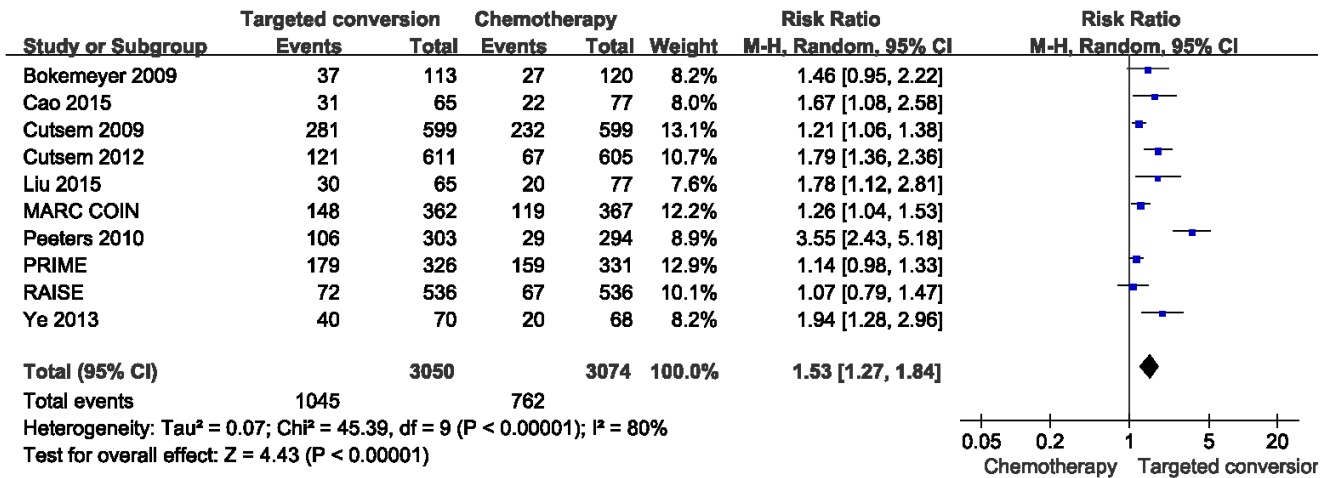 Targeted conversion Chemotherapy Risk Ratio Risk Ratio
Study or Subgroup Events Total Events Total Weight M-H, Random, 95% CI M-H, Random, 95% CI
Bokemeyer 2009 37 113 27 120 8.2% 1.46 [0.95, 2.22]
Cao 2015 31 65 22 77 8.0% 1.67 [1.08, 2.58]
Cutsem 2009 281 599 232 599 13.1% 1.21 [1.06, 1.38]
Cutsem 2012 121 611 67 605 10.7% 1.79 [1.36, 2.36]
Liu 2015 30 65 20 77 7.6% 1.78 [1.12, 2.81]
MARC COIN 148 362 119 367 12.2% 1.26 [1.04, 1.53]
Peeters 2010 106 303 29 294 8.9% 3.55 [2.43, 5.18]
PRIME 179 326 159 331 12.9% 1.14 [0.98, 1.33]
RAISE 72 536 67 536 10.1% 1.07 [0.79, 1.47]
Ye 2013 40 70 20 68 8.2% 1.94 [1.28, 2.96]
Total (95% CI) 3050 3074 100.0% 1.53 [1.27, 1.84]
Total events 1045 762
Heterogeneity: Tau² = 0.07; Chi² = 45.39, df = 9 (P < 0.00001); I² = 80%
Test for overall effect: Z = 4.43 (P < 0.00001)
0.05 0.2 1 5 20
Chemotherapy Targeted conversion